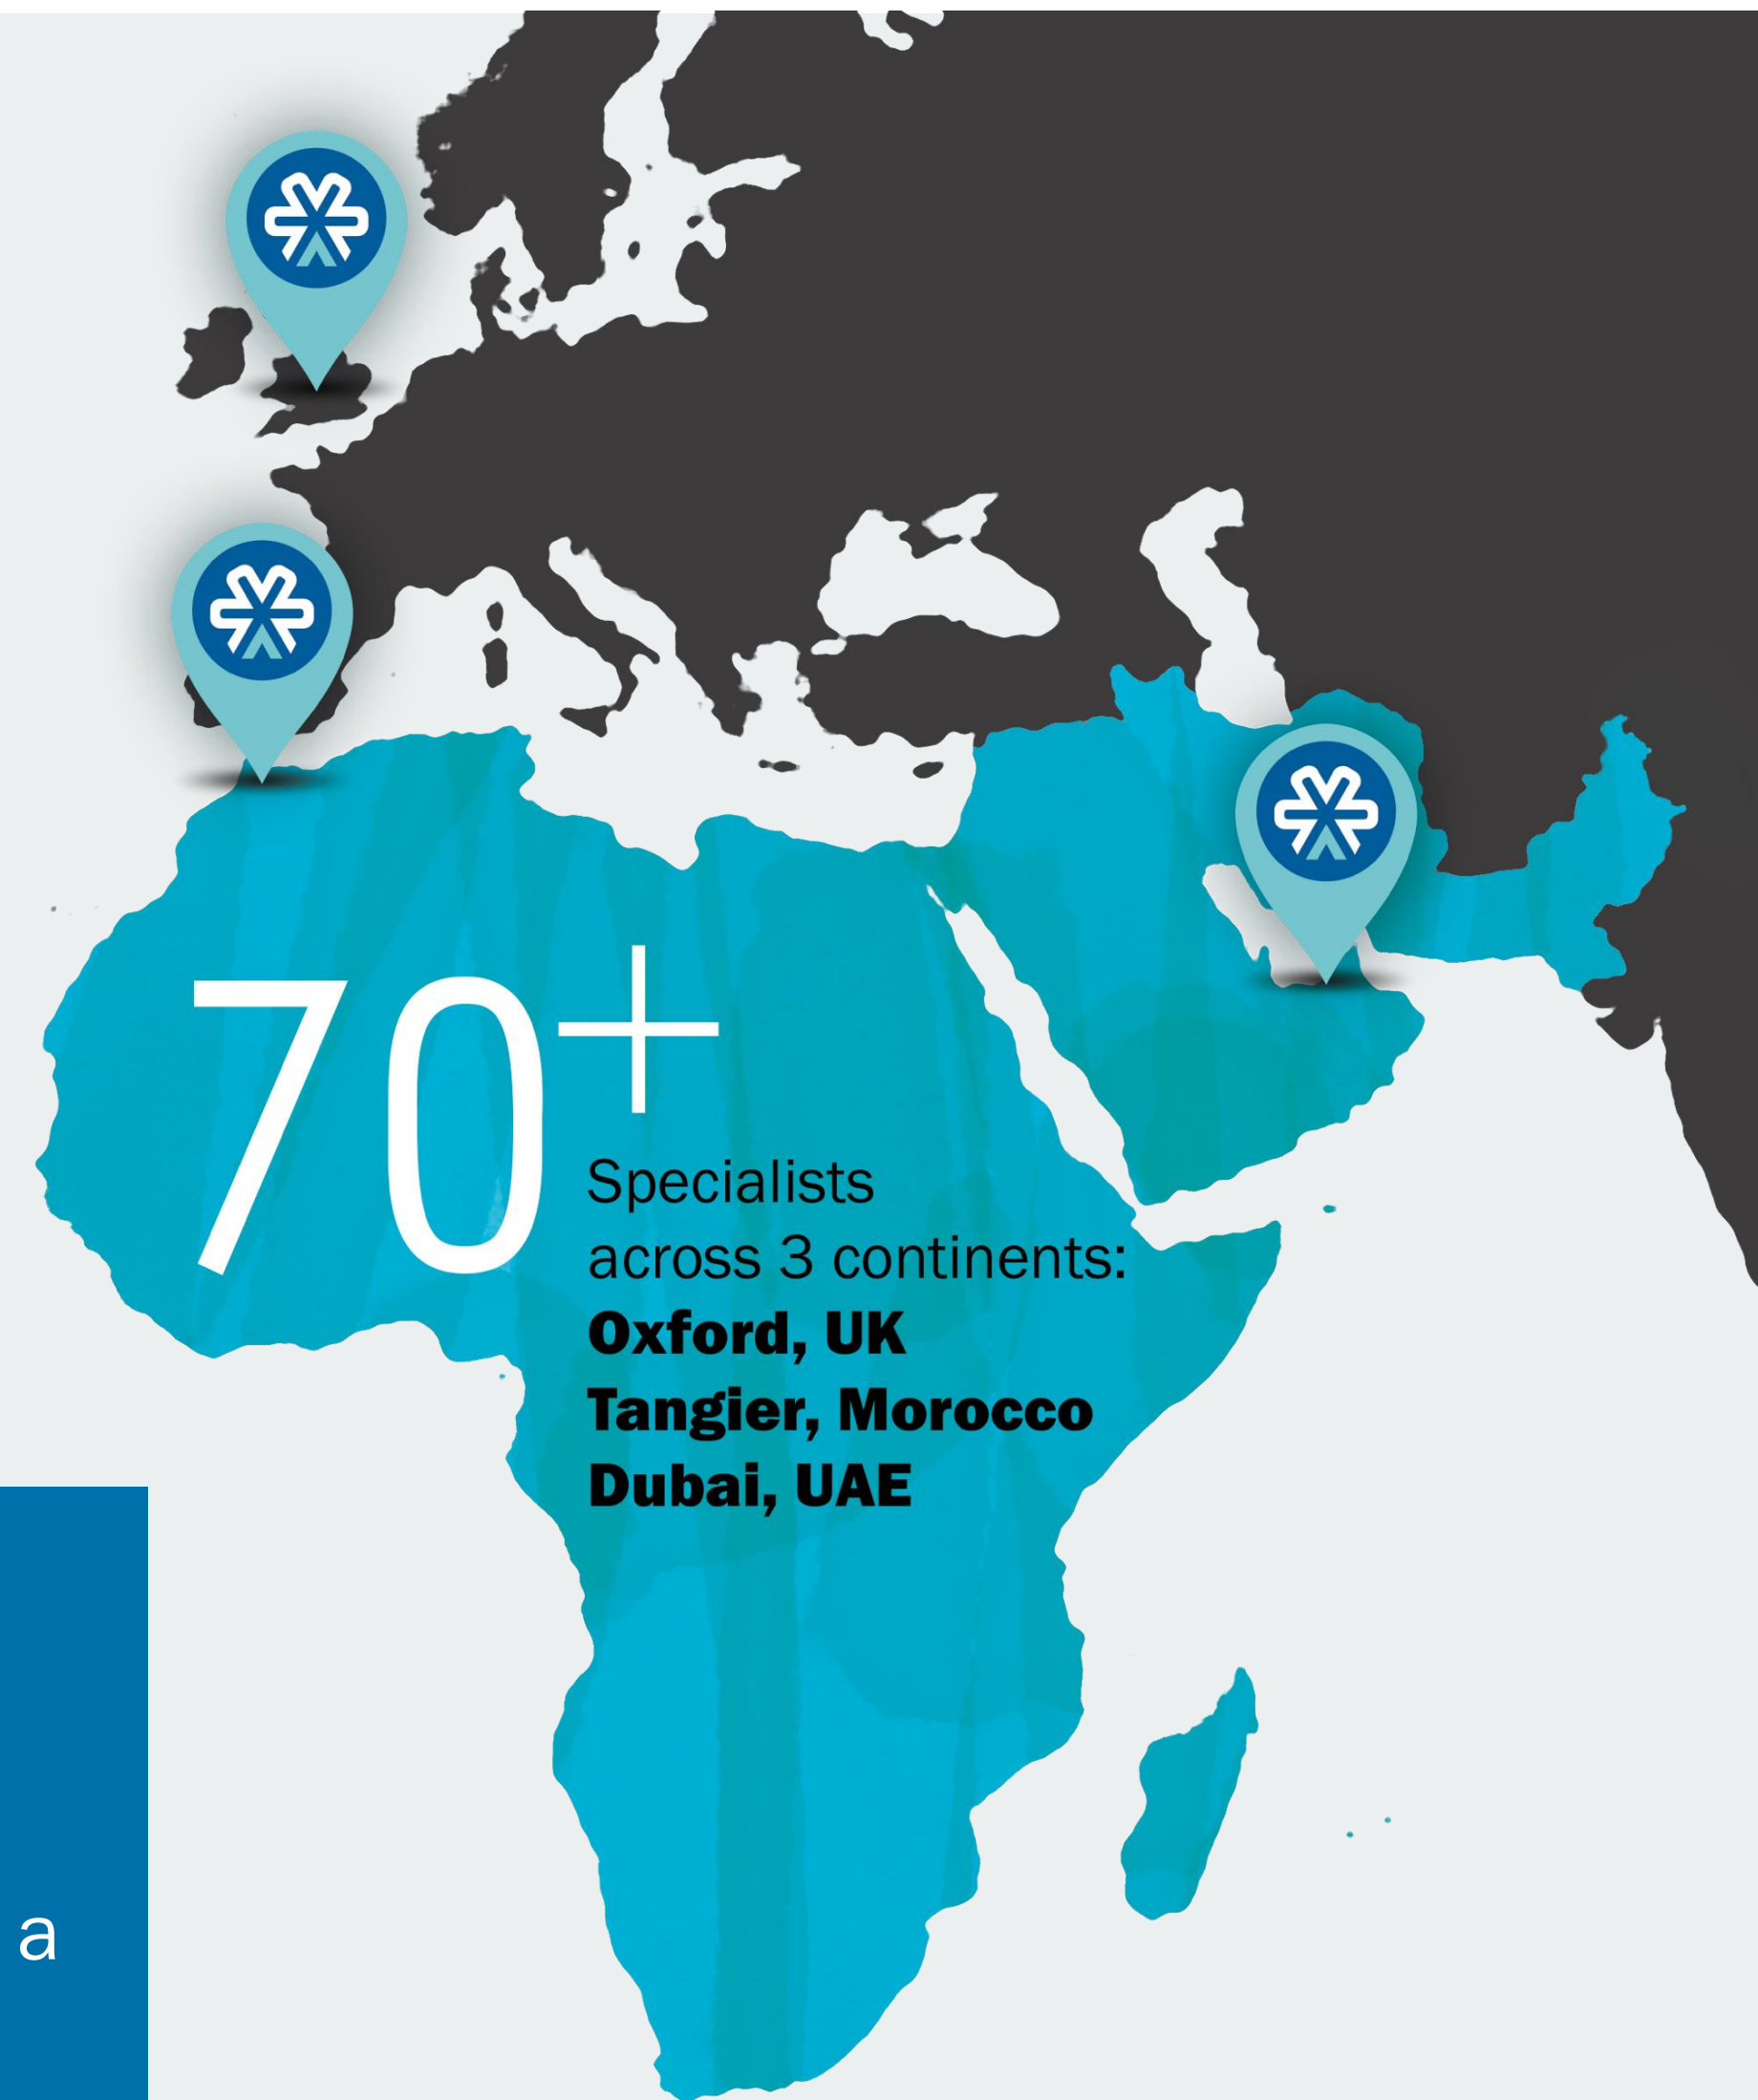 70+
Specialists
across 3 continents:
Oxford, UK
Tangier, Morocco
Dubai, UAE
a